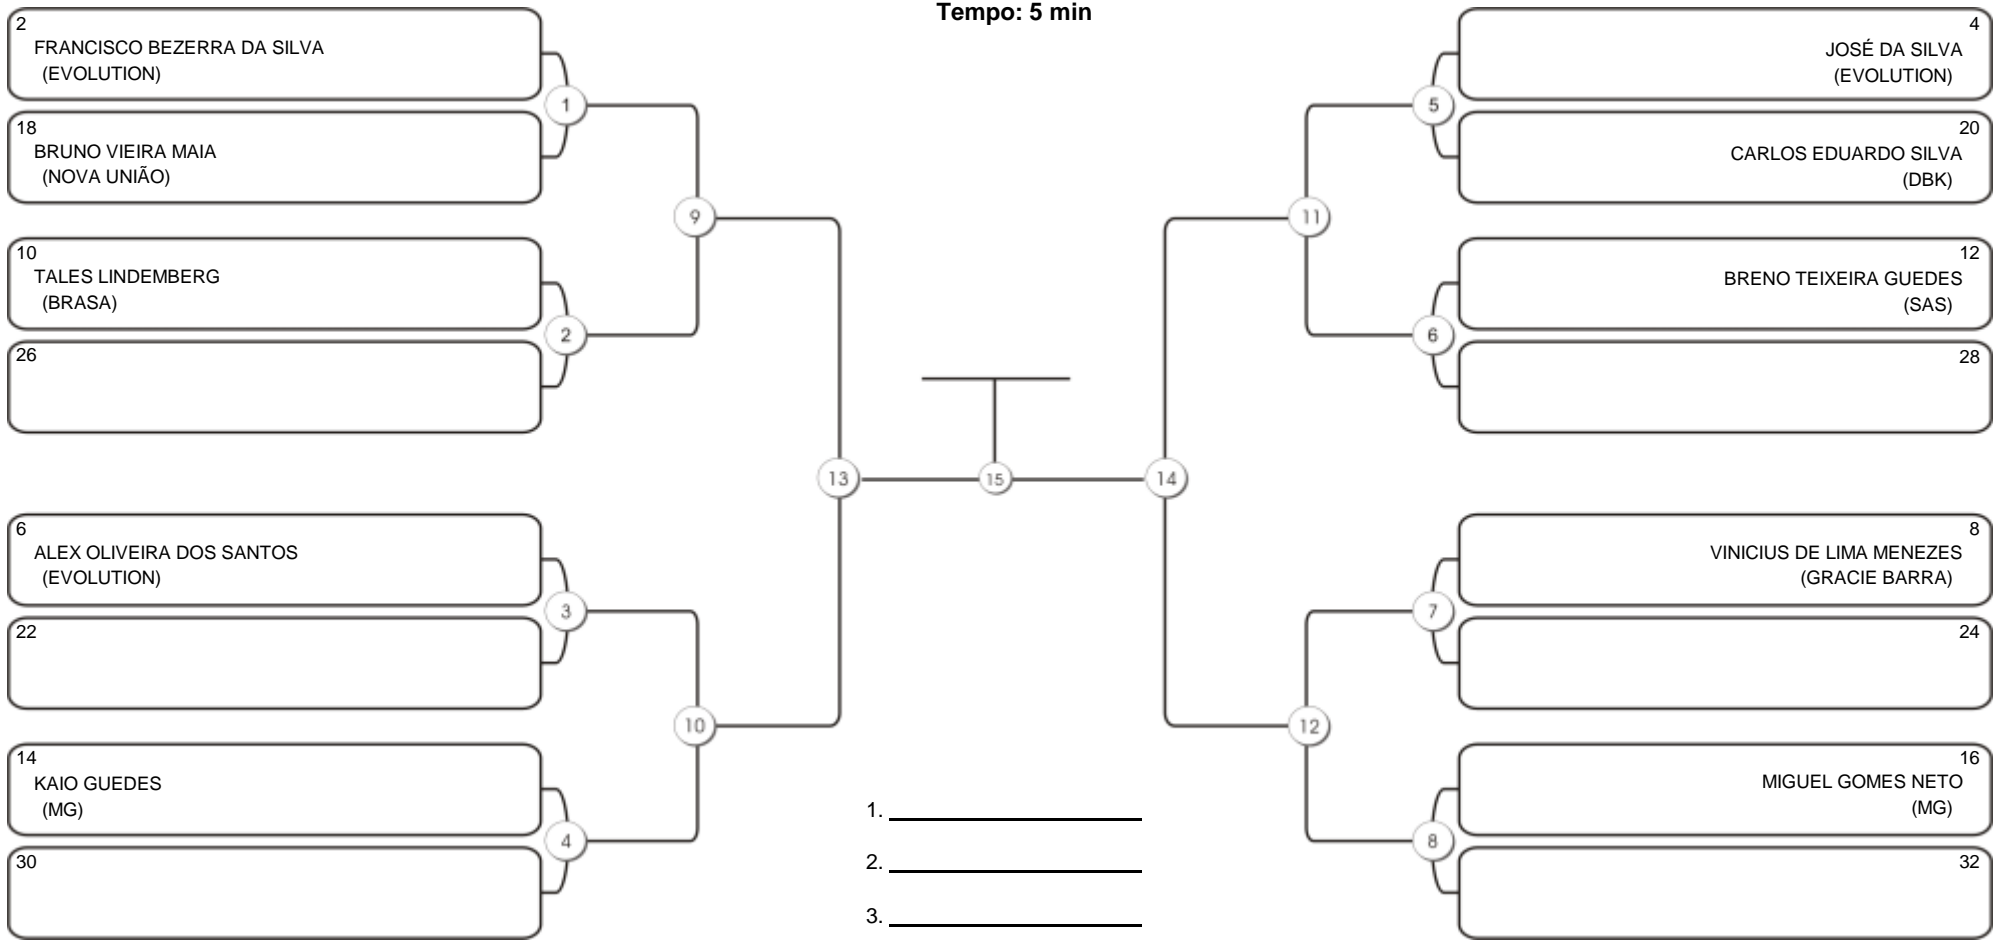 Tempo: 5 min
2
FRANCISCO BEZERRA DA SILVA
(EVOLUTION)
1
18
BRUNO VIEIRA MAIA
(NOVA UNIÃO)
9
10
TALES LINDEMBERG
(BRASA)
2
26
13
6
ALEX OLIVEIRA DOS SANTOS
(EVOLUTION)
3
22
10
14
KAIO GUEDES
(MG)
4
30
15
1.
2.
3.
4
JOSÉ DA SILVA
(EVOLUTION)
5
20
CARLOS EDUARDO SILVA
(DBK)
11
12
BRENO TEIXEIRA GUEDES
(SAS)
6
28
14
8
VINICIUS DE LIMA MENEZES
(GRACIE BARRA)
7
24
12
16
MIGUEL GOMES NETO
(MG)
8
32